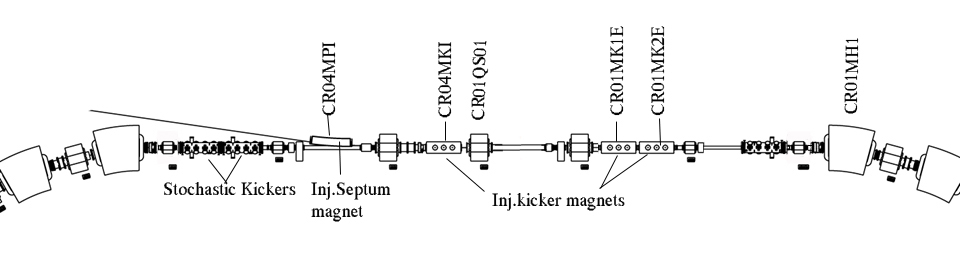 CR04MPI
CR04MKI
CR01QS01
CR01MK1E
CR01MK2E
CR01MH1
Stochastic Kickers
Inj.Septum
magnet
Inj.kicker magnets